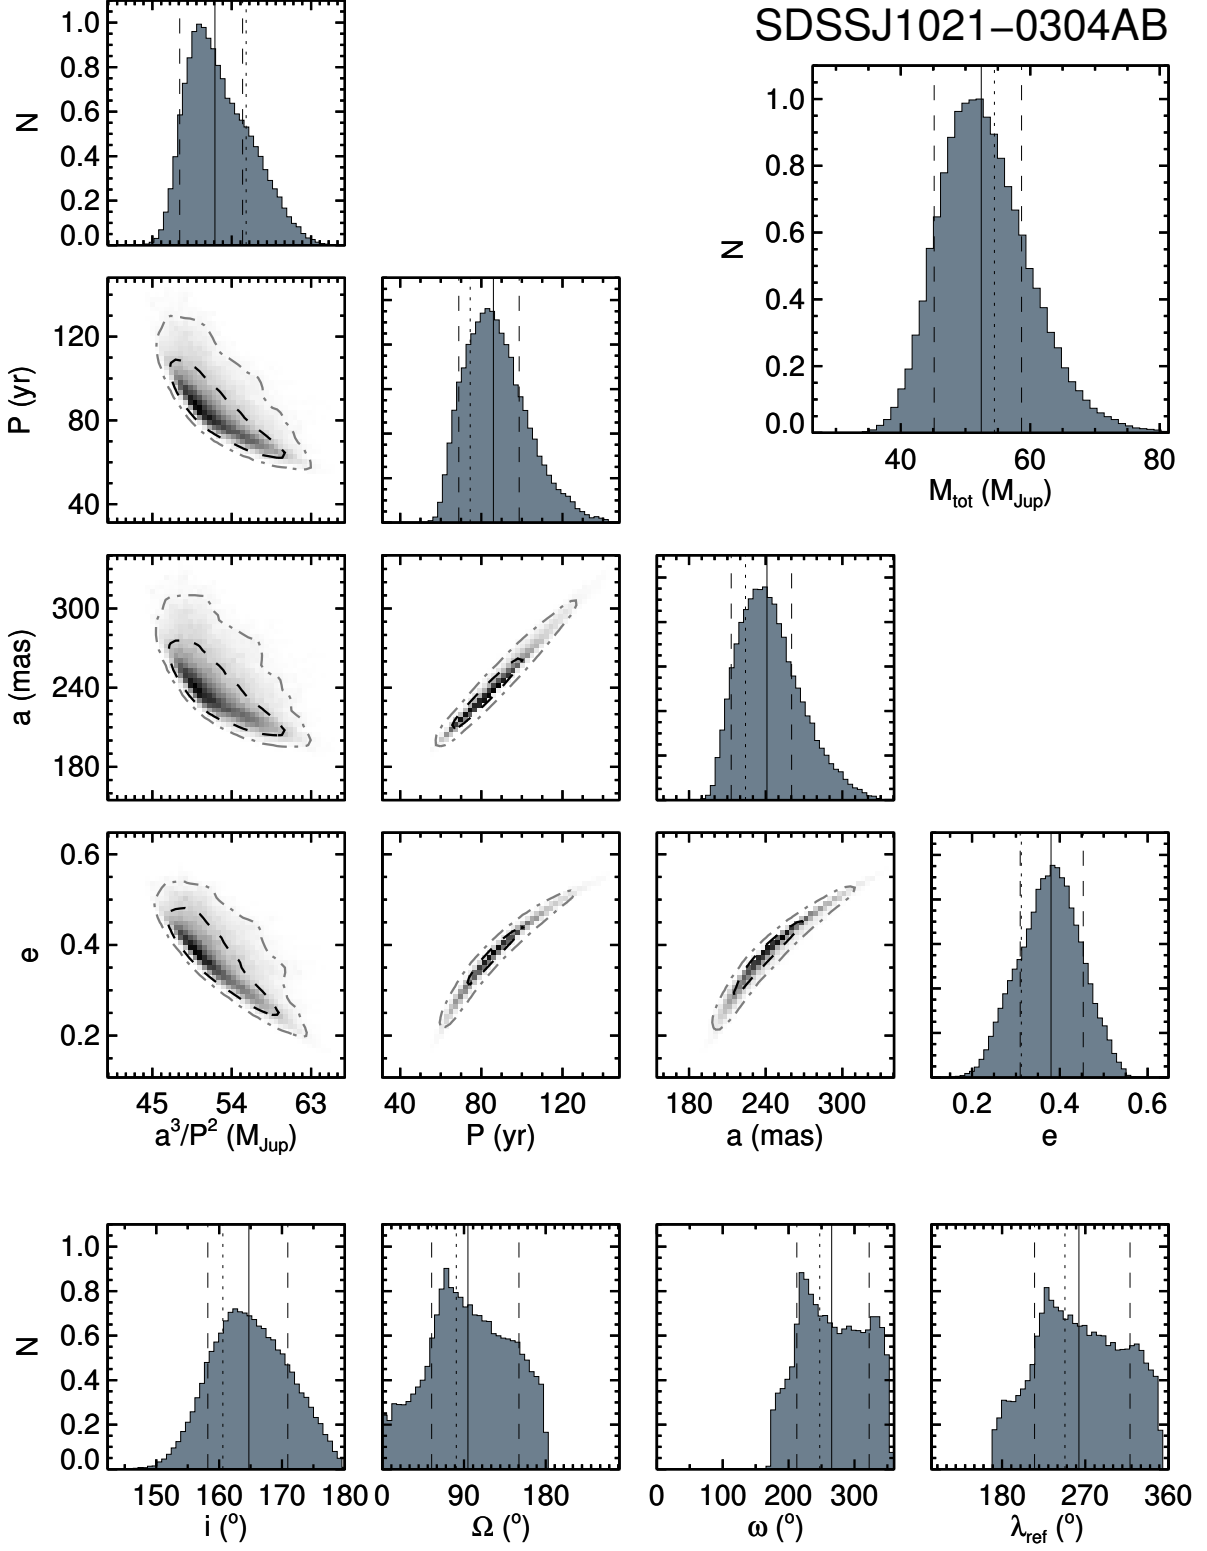 SDSSJ1021−0304AB
1.0
0.8
0.6
0.4
0.2
0.0
N
1.0
0.8
0.6
0.4
0.2
0.0
N
40 60 80
M_tot (M_Jup)
120
80
40
P (yr)
300
240
180
a (mas)
0.6
0.4
0.2
e
45 54 63
a³/P² (M_Jup)
40 80 120
P (yr)
180 240 300
a (mas)
0.2 0.4 0.6
e
1.0
0.8
0.6
0.4
0.2
0.0
N
150 160 170 180
i (°)
0 90 180
Ω (°)
0 100 200 300
ω (°)
180 270 360
λ_ref (°)